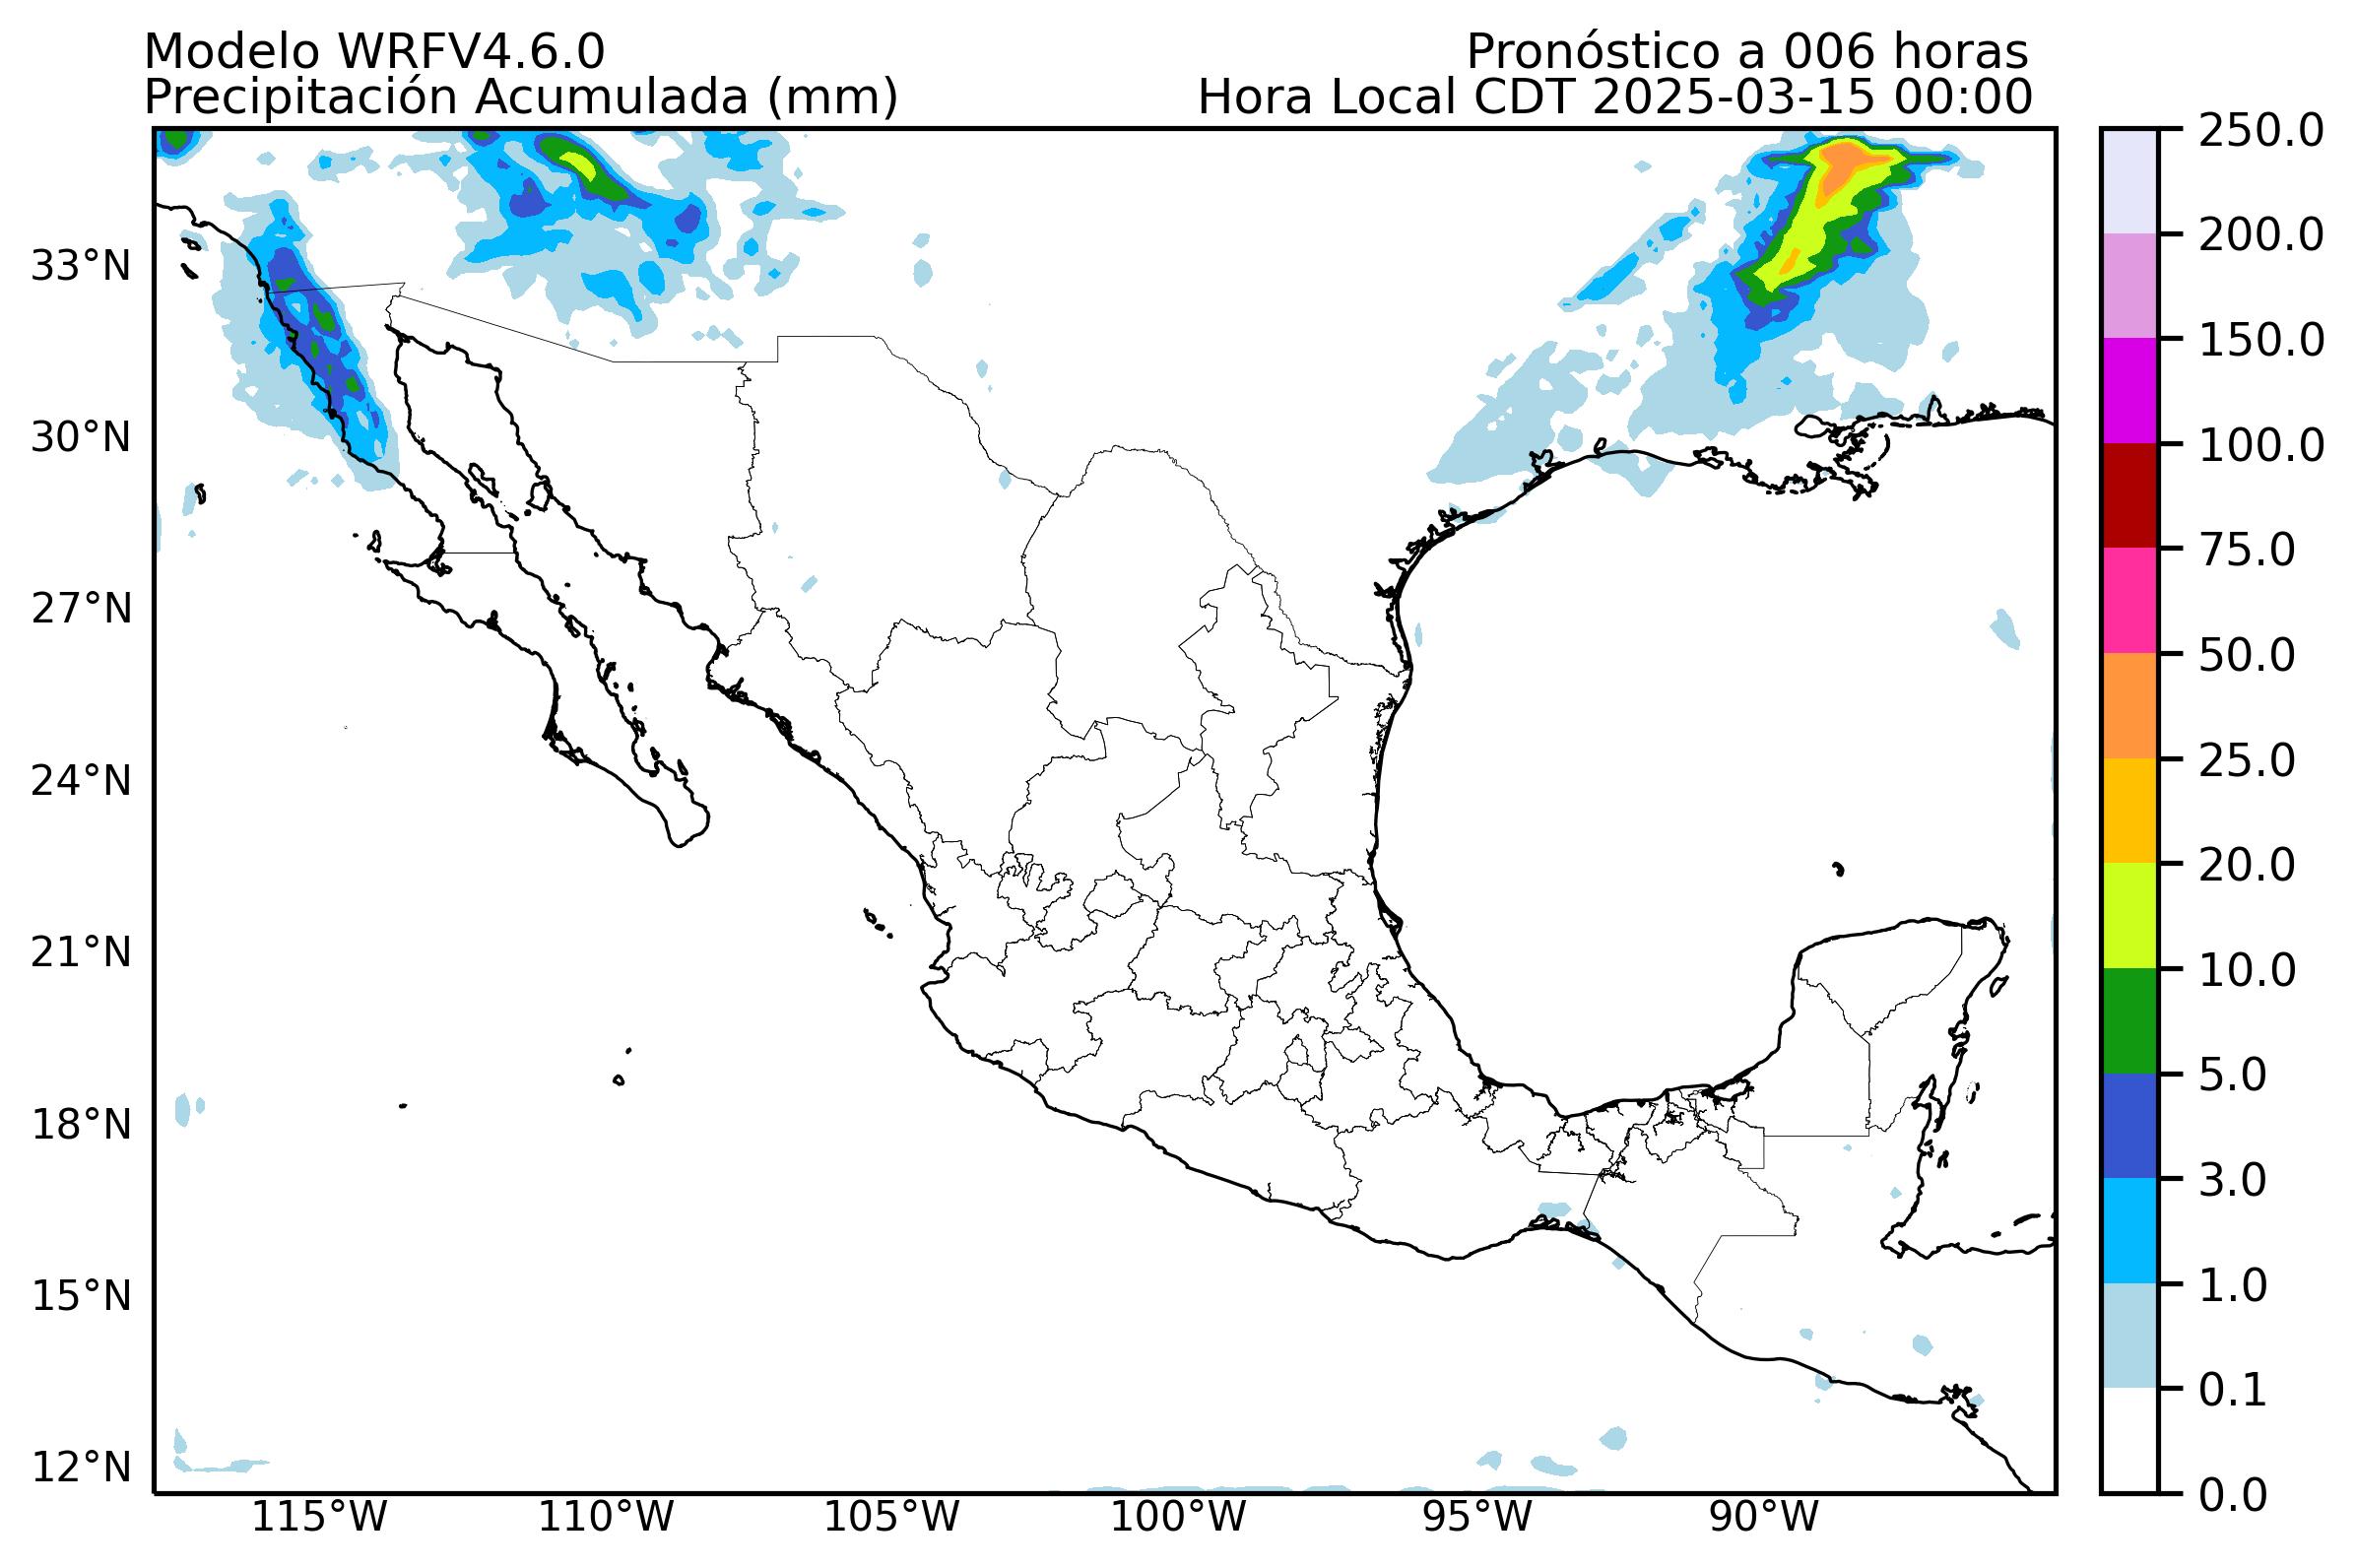 Modelo WRFV4.6.0
Pronóstico a 006 horas
Precipitación Acumulada (mm)
Hora Local CDT 2025-03-15 00:00
33°N
30°N
27°N
24°N
21°N
18°N
15°N
12°N
115°W
110°W
105°W
100°W
95°W
90°W
250.0
200.0
150.0
100.0
75.0
50.0
25.0
20.0
10.0
5.0
3.0
1.0
0.1
0.0